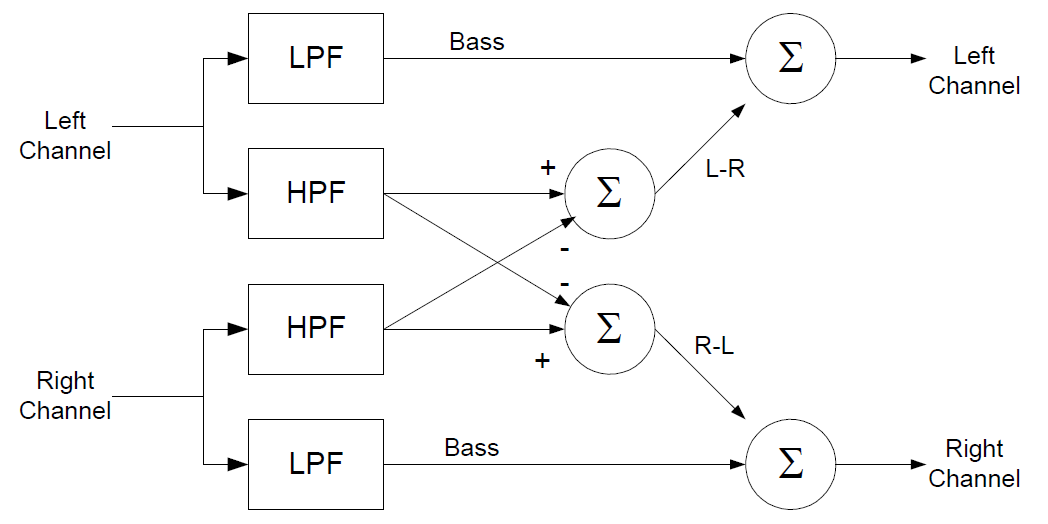 LPF
Bass
Σ
Left
Channel
Left
Channel
HPF
+
Σ
L-R
-
HPF
-
Σ
R-L
+
Right
Channel
LPF
Bass
Σ
Right
Channel